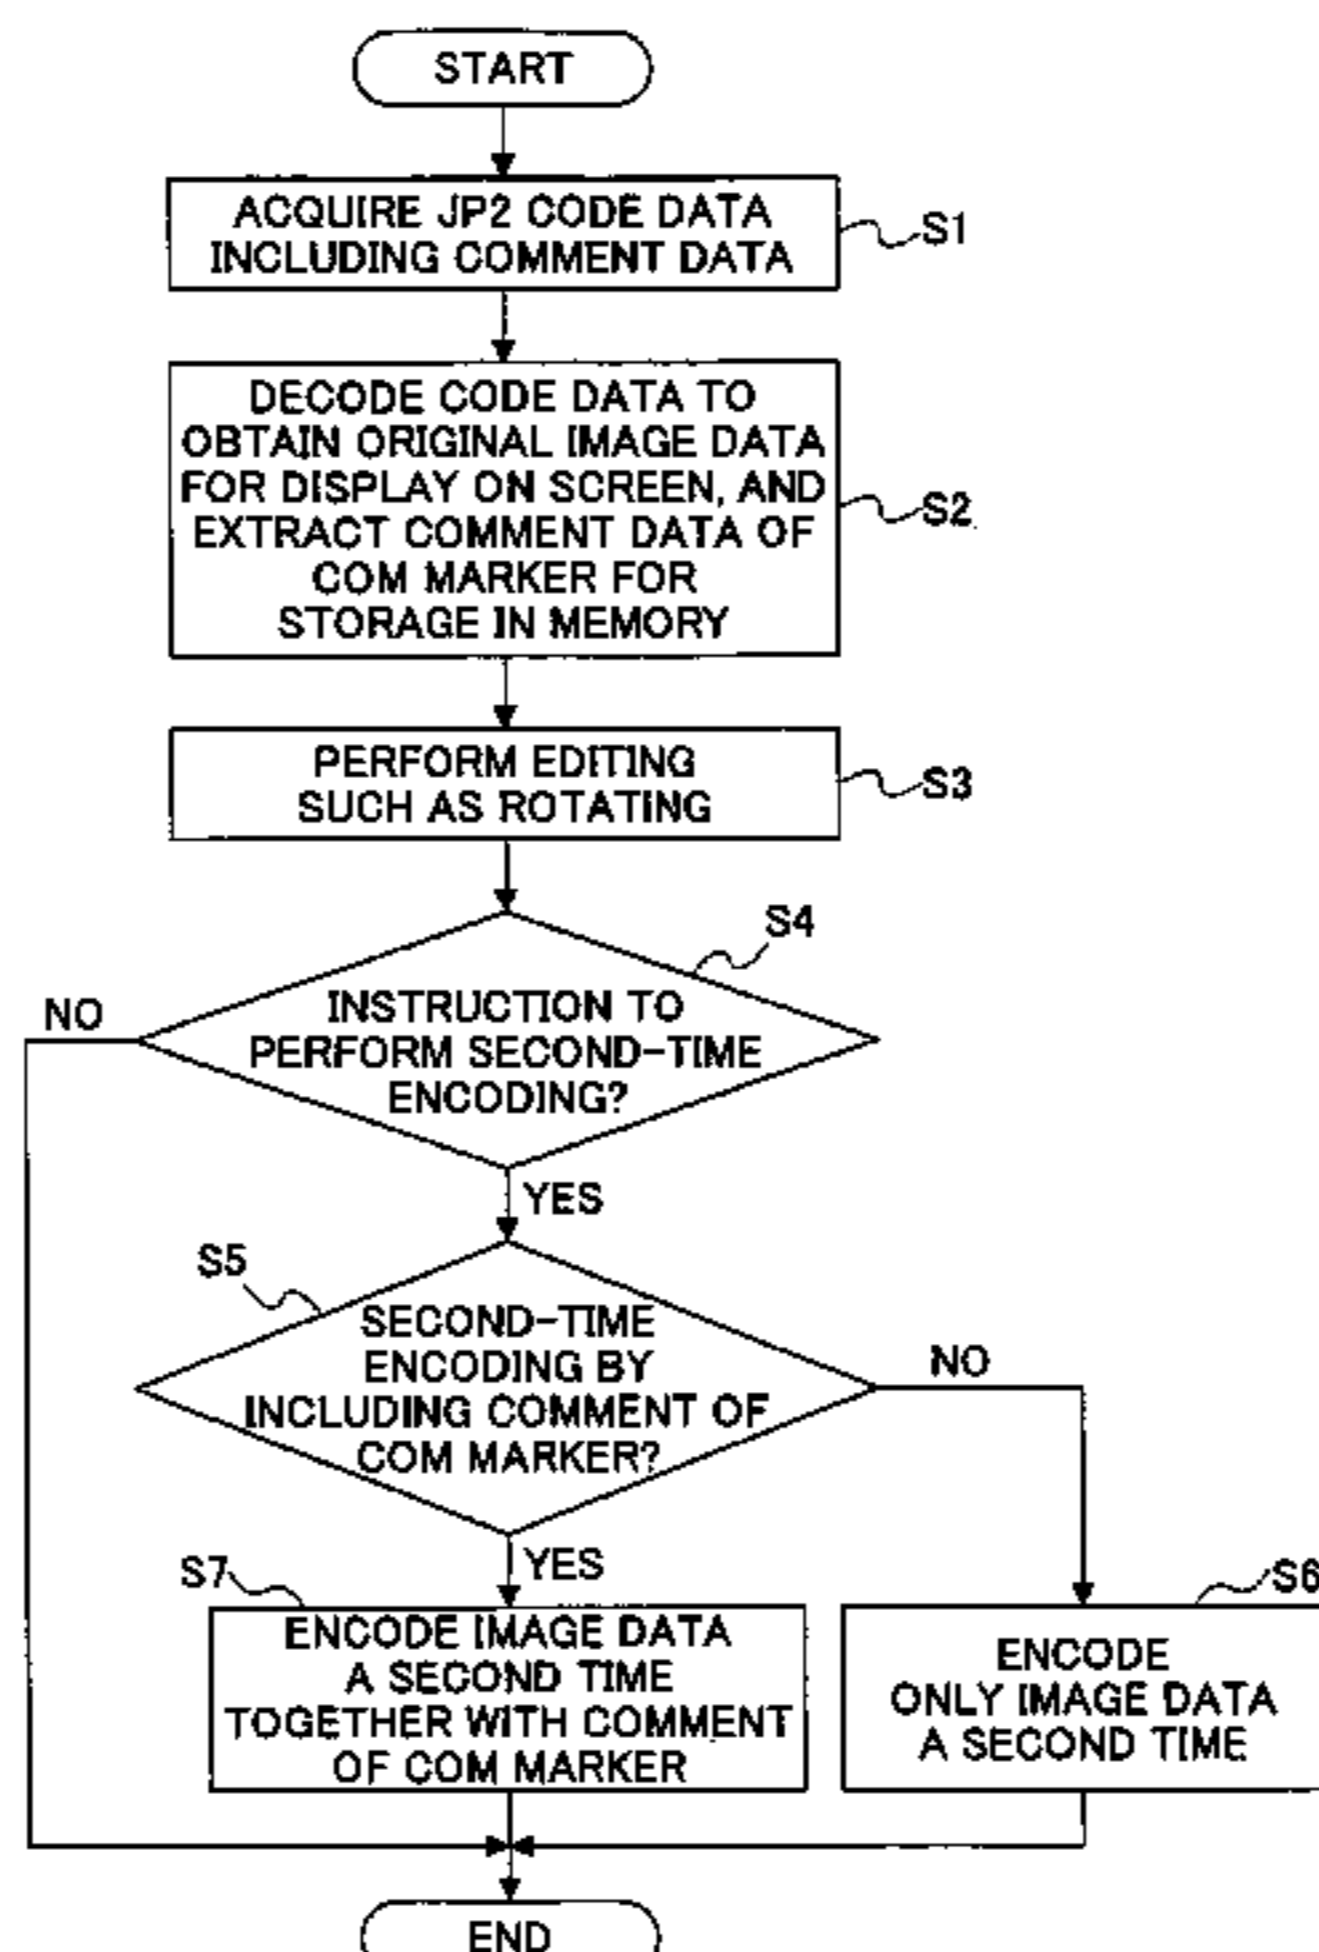 START
ACQUIRE JP2 CODE DATA
INCLUDING COMMENT DATA
S1
DECODE CODE DATA TO
OBTAIN ORIGINAL IMAGE DATA
FOR DISPLAY ON SCREEN, AND
EXTRACT COMMENT DATA OF
COM MARKER FOR
STORAGE IN MEMORY
S2
PERFORM EDITING
SUCH AS ROTATING
S3
S4
NO
INSTRUCTION TO
PERFORM SECOND-TIME
ENCODING?
YES
S5
SECOND-TIME
ENCODING BY
INCLUDING COMMENT OF
COM MARKER?
NO
YES
S7
ENCODE IMAGE DATA
A SECOND TIME
TOGETHER WITH COMMENT
OF COM MARKER
S6
ENCODE
ONLY IMAGE DATA
A SECOND TIME
END